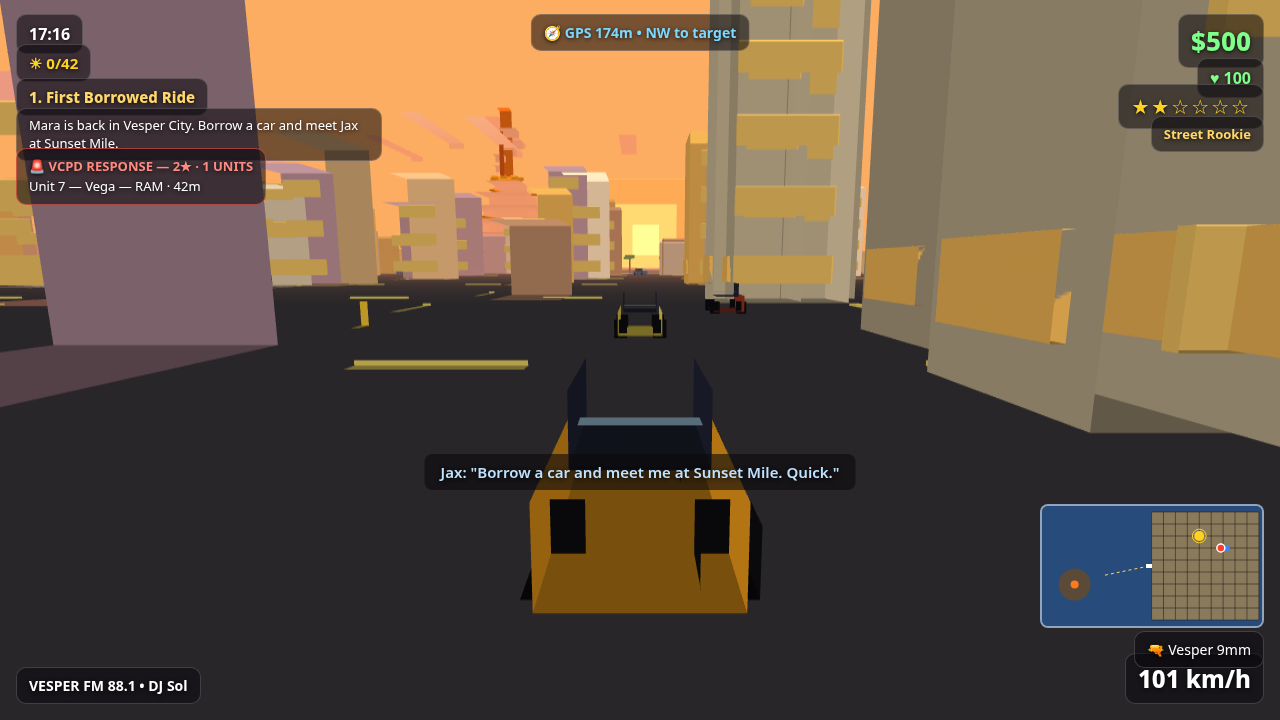 17:16
☀ 0/42
1. First Borrowed Ride
Mara is back in Vesper City. Borrow a car and meet Jax
at Sunset Mile.
🚨 VCPD RESPONSE — 2★ · 1 UNITS
Unit 7 — Vega — RAM · 42m
🧭 GPS 174m • NW to target
$500
♥ 100
★★☆☆☆☆
Street Rookie
Jax: "Borrow a car and meet me at Sunset Mile. Quick."
🔫 Vesper 9mm
101 km/h
VESPER FM 88.1 • DJ Sol